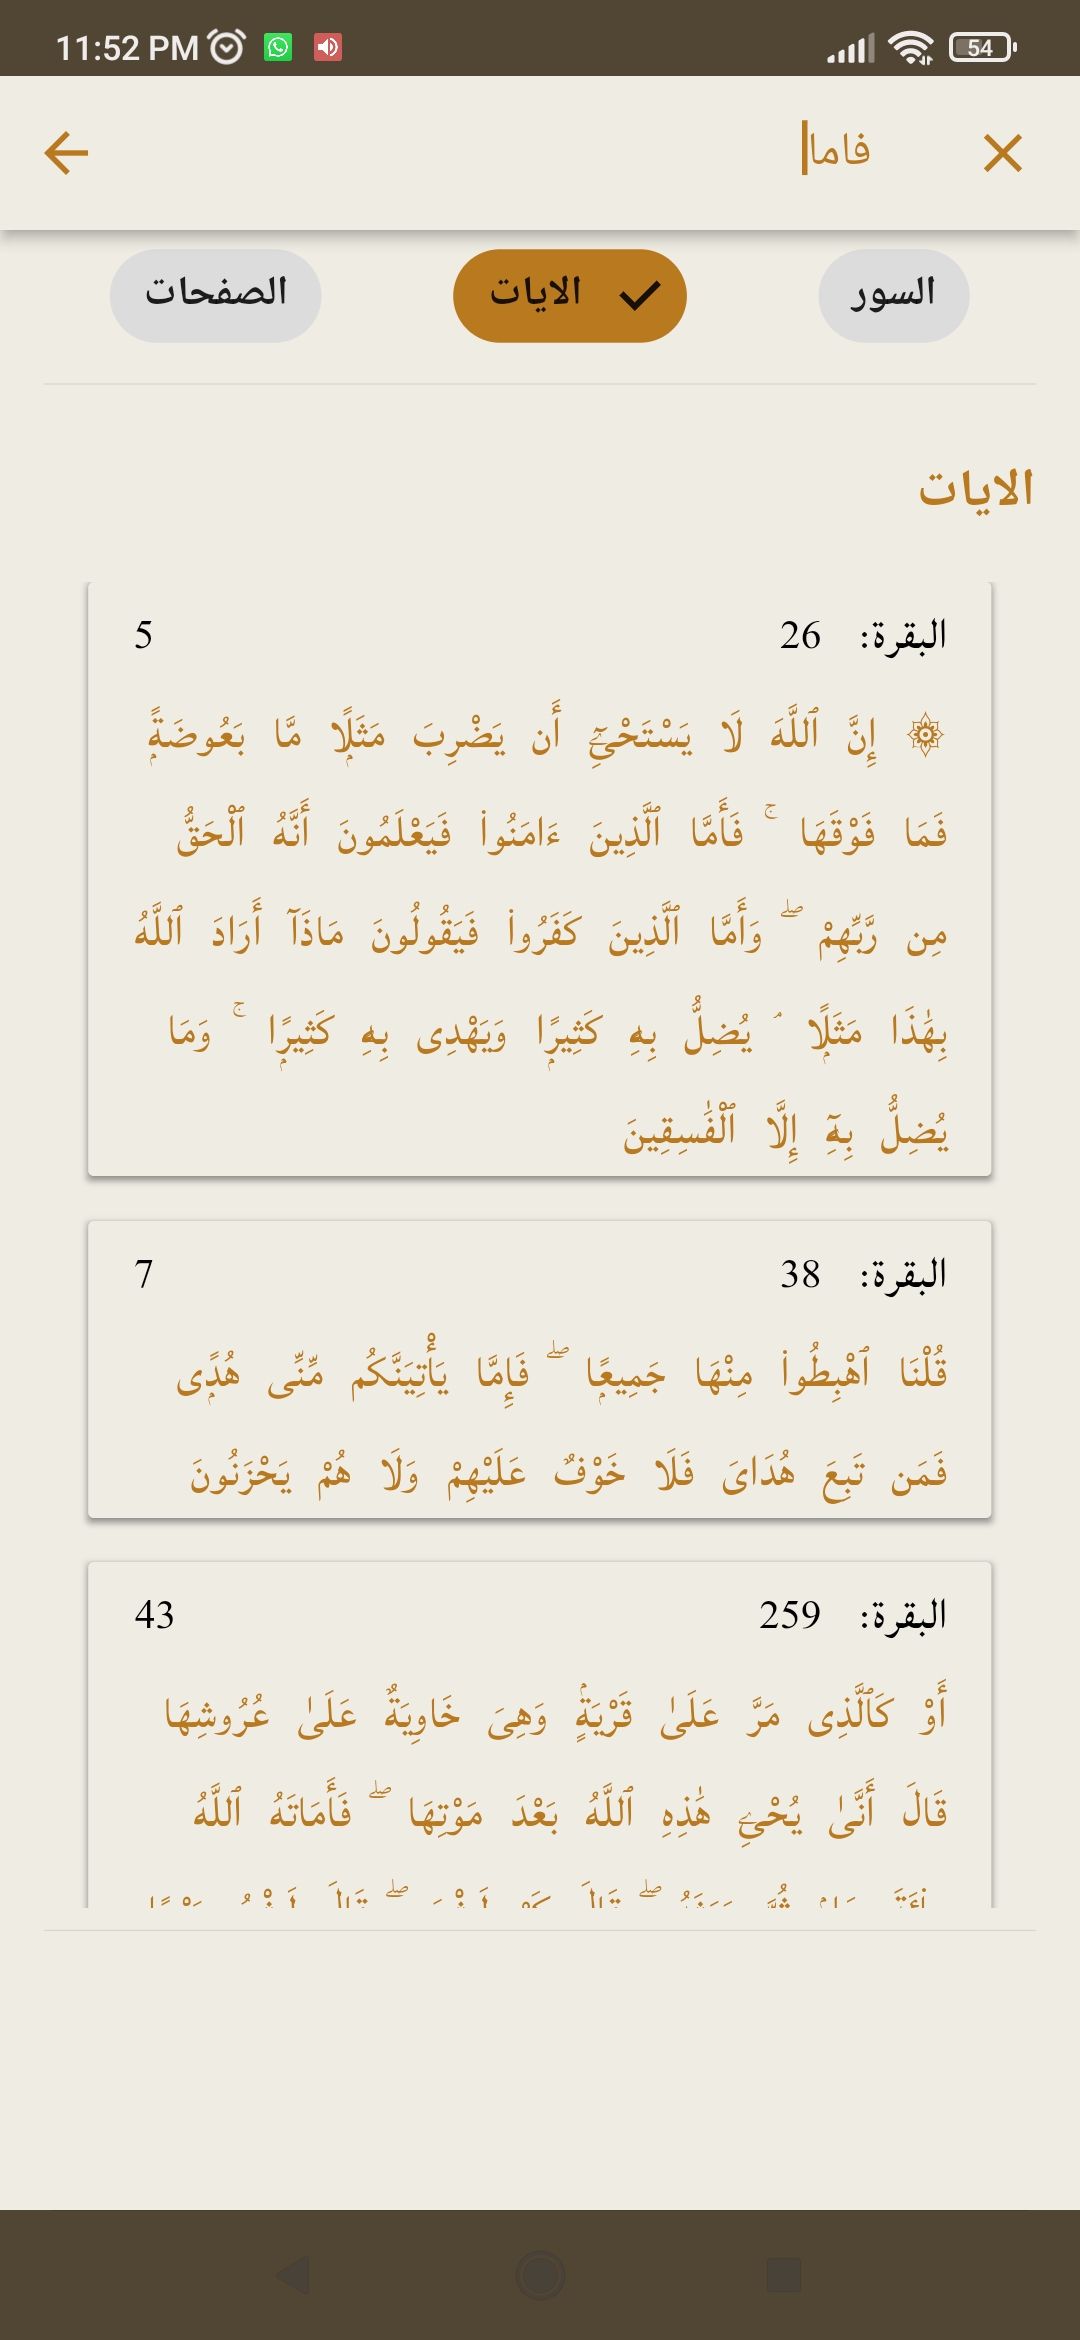 11:52 PM
54
فاما
السور
الايات
الصفحات
الايات
البقرة: 26 5
۞ إِنَّ ٱللَّهَ لَا يَسْتَحْىِۦٓ أَن يَضْرِبَ مَثَلًۭا مَّا بَعُوضَةًۭ
فَمَا فَوْقَهَا ۚ فَأَمَّا ٱلَّذِينَ ءَامَنُوا۟ فَيَعْلَمُونَ أَنَّهُ ٱلْحَقُّ
مِن رَّبِّهِمْ ۖ وَأَمَّا ٱلَّذِينَ كَفَرُوا۟ فَيَقُولُونَ مَاذَآ أَرَادَ ٱللَّهُ
بِهَٰذَا مَثَلًۭا ۘ يُضِلُّ بِهِۦ كَثِيرًۭا وَيَهْدِى بِهِۦ كَثِيرًۭا ۚ وَمَا
يُضِلُّ بِهِۦٓ إِلَّا ٱلْفَٰسِقِينَ
البقرة: 38 7
قُلْنَا ٱهْبِطُوا۟ مِنْهَا جَمِيعًۭا ۖ فَإِمَّا يَأْتِيَنَّكُم مِّنِّى هُدًۭى
فَمَن تَبِعَ هُدَاىَ فَلَا خَوْفٌ عَلَيْهِمْ وَلَا هُمْ يَحْزَنُونَ
البقرة: 259 43
أَوْ كَٱلَّذِى مَرَّ عَلَىٰ قَرْيَةٍۢ وَهِىَ خَاوِيَةٌ عَلَىٰ عُرُوشِهَا
قَالَ أَنَّىٰ يُحْىِۦ هَٰذِهِ ٱللَّهُ بَعْدَ مَوْتِهَا ۖ فَأَمَاتَهُ ٱللَّهُ